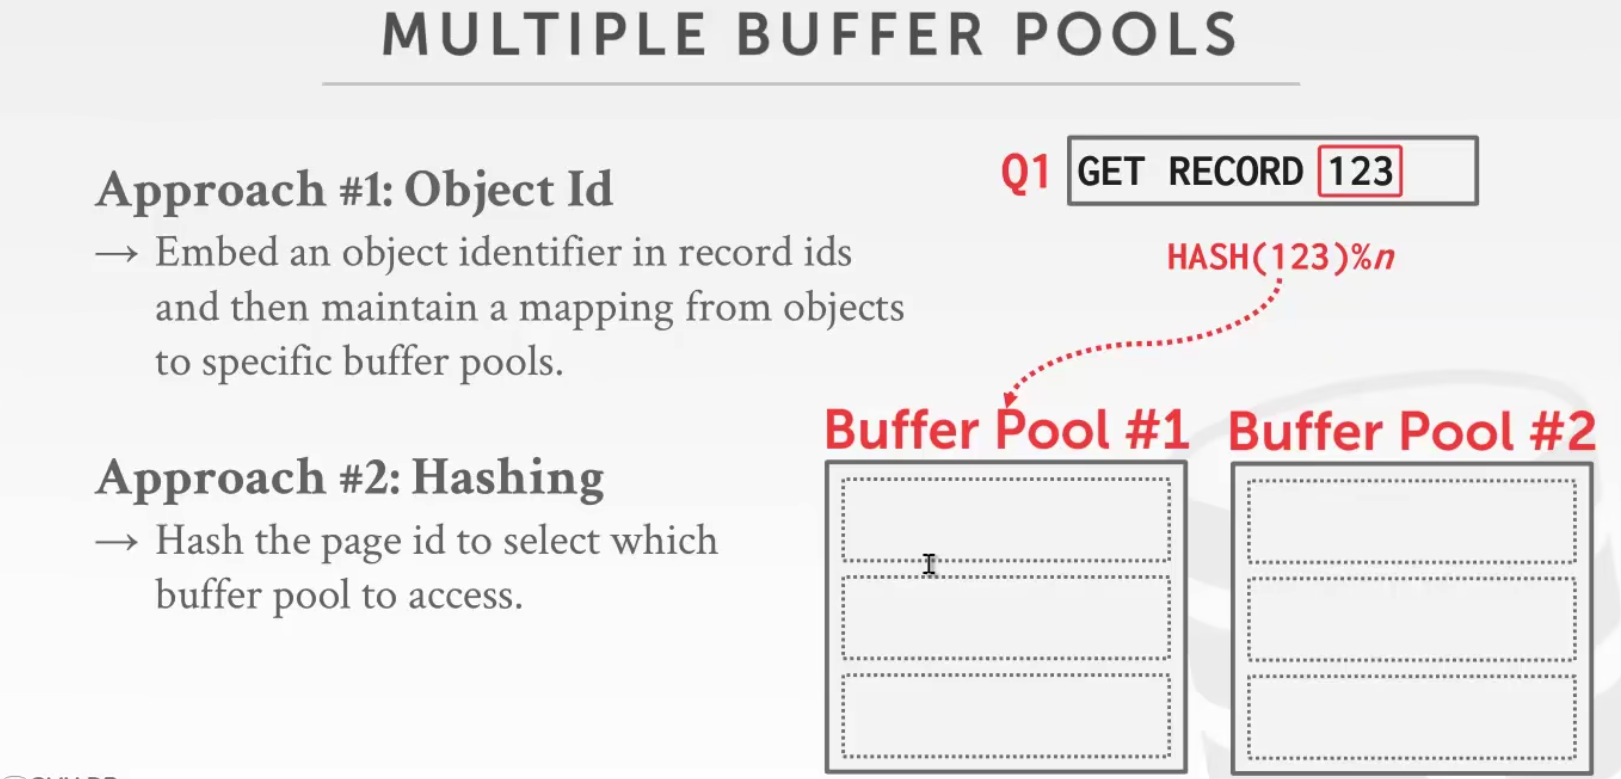 MULTIPLE BUFFER POOLS
Approach #1: Object Id
→ Embed an object identifier in record ids
and then maintain a mapping from objects
to specific buffer pools.
Approach #2: Hashing
→ Hash the page id to select which
buffer pool to access.
Q1 GET RECORD 123
HASH(123)%n
Buffer Pool #1
Buffer Pool #2